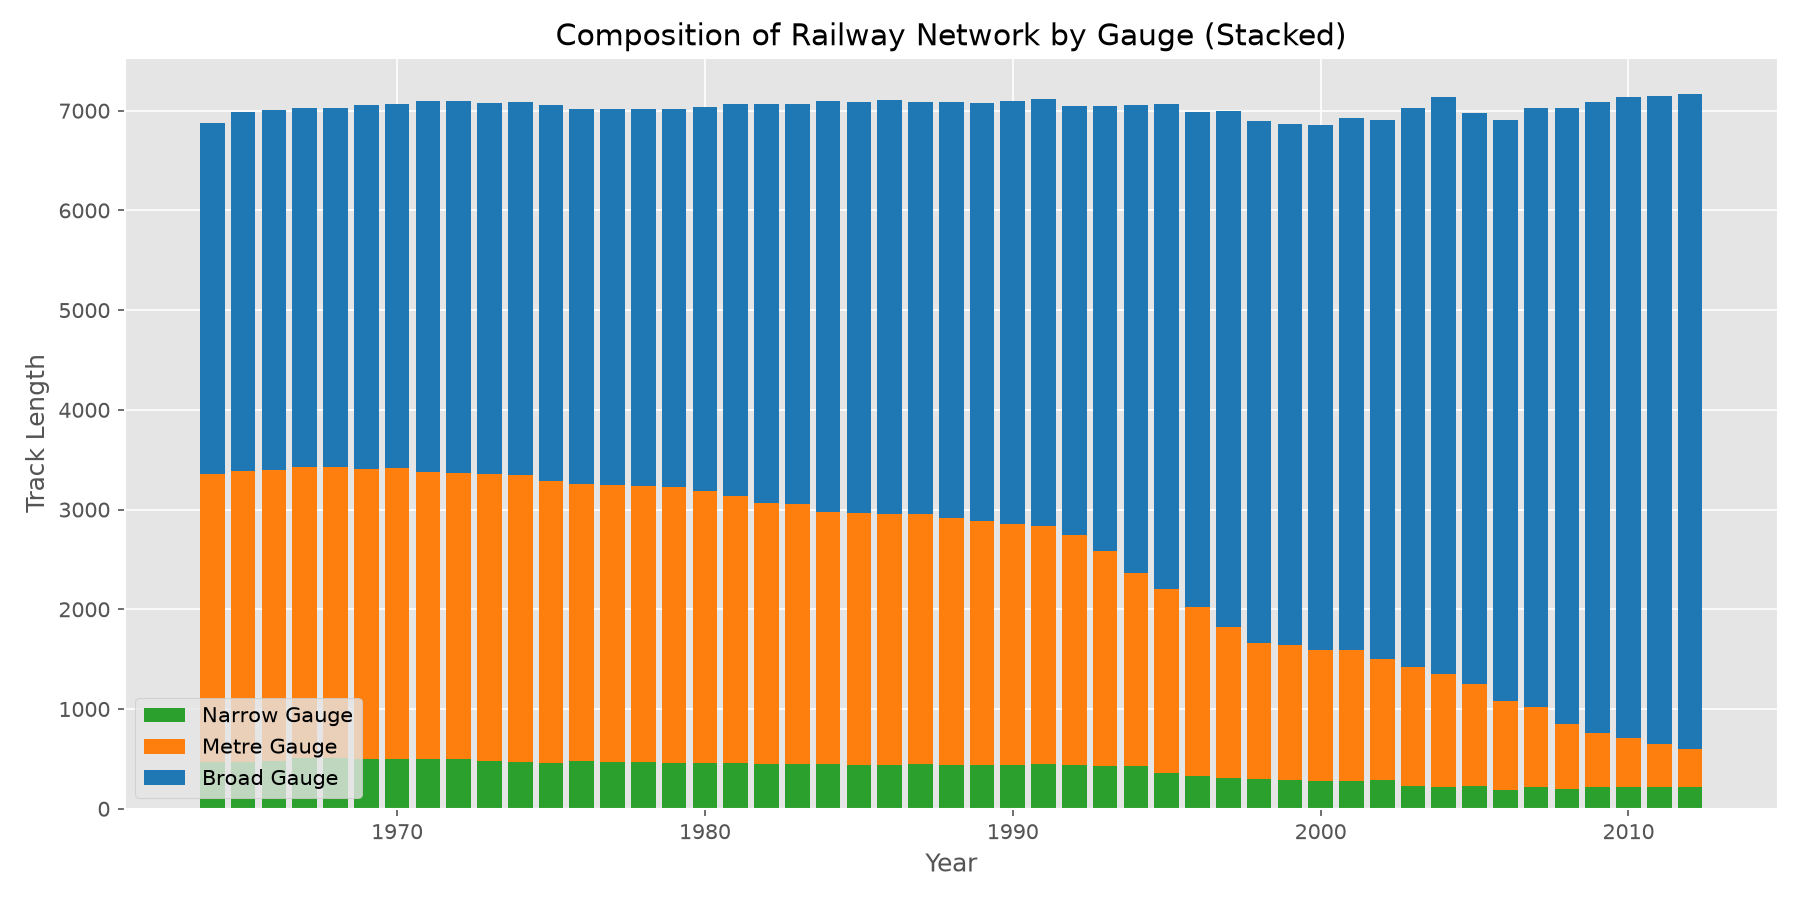 Composition of Railway Network by Gauge (Stacked)
7000
6000
5000
4000
3000
2000
1000
0
Track Length
Narrow Gauge
Metre Gauge
Broad Gauge
1970
1980
1990
2000
2010
Year